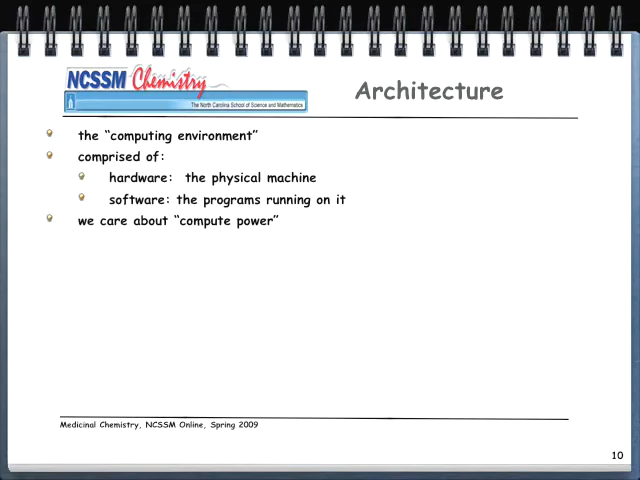 NCSSM Chemistry
The North Carolina School of Science and Mathematics
Architecture
the “computing environment”
comprised of:
hardware: the physical machine
software: the programs running on it
we care about “compute power”
Medicinal Chemistry, NCSSM Online, Spring 2009
10